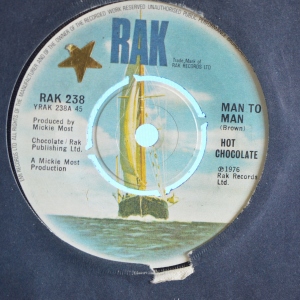 RAK
Trade Mark of
RAK RECORDS LTD
RAK 238
YRAK 238A 45
Produced by
Mickie Most
Chocolate / Rak
Publishing Ltd.
A Mickie Most
Production
MAN TO
MAN
(Brown)
HOT
CHOCOLATE
℗1976
Rak Records
Ltd.